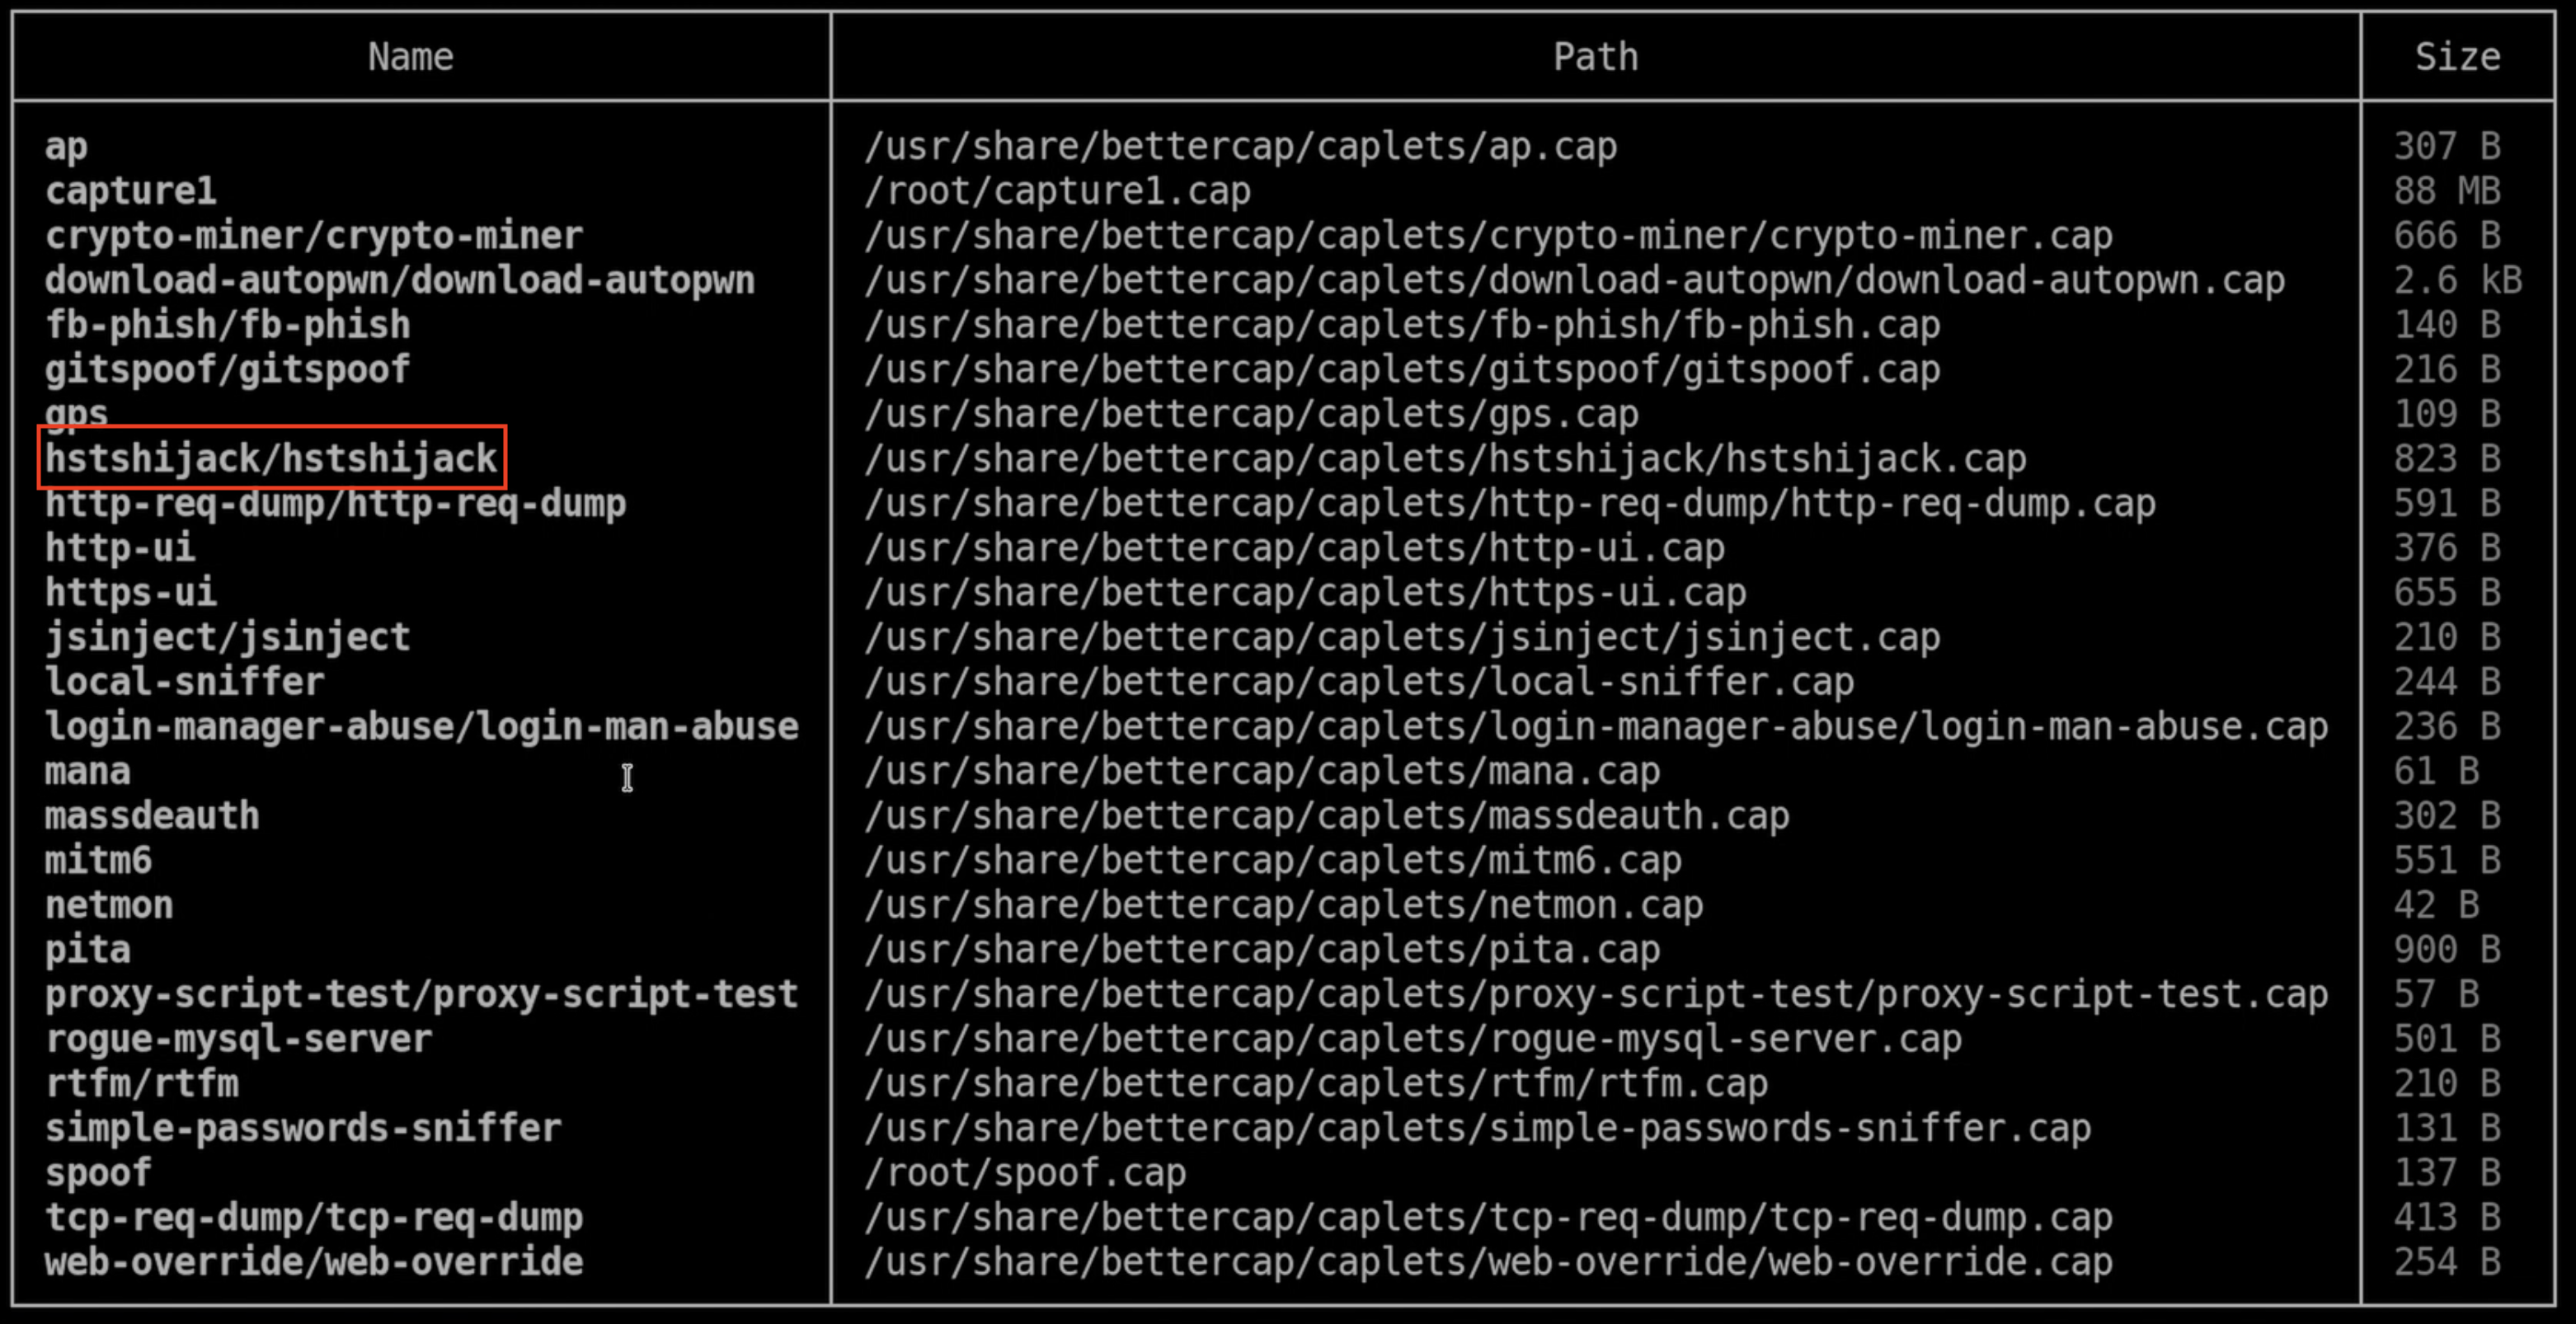 Name Path Size
ap /usr/share/bettercap/caplets/ap.cap 307 B
capture1 /root/capture1.cap 88 MB
crypto-miner/crypto-miner /usr/share/bettercap/caplets/crypto-miner/crypto-miner.cap 666 B
download-autopwn/download-autopwn /usr/share/bettercap/caplets/download-autopwn/download-autopwn.cap 2.6 kB
fb-phish/fb-phish /usr/share/bettercap/caplets/fb-phish/fb-phish.cap 140 B
gitspoof/gitspoof /usr/share/bettercap/caplets/gitspoof/gitspoof.cap 216 B
gps /usr/share/bettercap/caplets/gps.cap 109 B
hstshijack/hstshijack /usr/share/bettercap/caplets/hstshijack/hstshijack.cap 823 B
http-req-dump/http-req-dump /usr/share/bettercap/caplets/http-req-dump/http-req-dump.cap 591 B
http-ui /usr/share/bettercap/caplets/http-ui.cap 376 B
https-ui /usr/share/bettercap/caplets/https-ui.cap 655 B
jsinject/jsinject /usr/share/bettercap/caplets/jsinject/jsinject.cap 210 B
local-sniffer /usr/share/bettercap/caplets/local-sniffer.cap 244 B
login-manager-abuse/login-man-abuse /usr/share/bettercap/caplets/login-manager-abuse/login-man-abuse.cap 236 B
mana /usr/share/bettercap/caplets/mana.cap 61 B
massdeauth /usr/share/bettercap/caplets/massdeauth.cap 302 B
mitm6 /usr/share/bettercap/caplets/mitm6.cap 551 B
netmon /usr/share/bettercap/caplets/netmon.cap 42 B
pita /usr/share/bettercap/caplets/pita.cap 900 B
proxy-script-test/proxy-script-test /usr/share/bettercap/caplets/proxy-script-test/proxy-script-test.cap 57 B
rogue-mysql-server /usr/share/bettercap/caplets/rogue-mysql-server.cap 501 B
rtfm/rtfm /usr/share/bettercap/caplets/rtfm/rtfm.cap 210 B
simple-passwords-sniffer /usr/share/bettercap/caplets/simple-passwords-sniffer.cap 131 B
spoof /root/spoof.cap 137 B
tcp-req-dump/tcp-req-dump /usr/share/bettercap/caplets/tcp-req-dump/tcp-req-dump.cap 413 B
web-override/web-override /usr/share/bettercap/caplets/web-override/web-override.cap 254 B